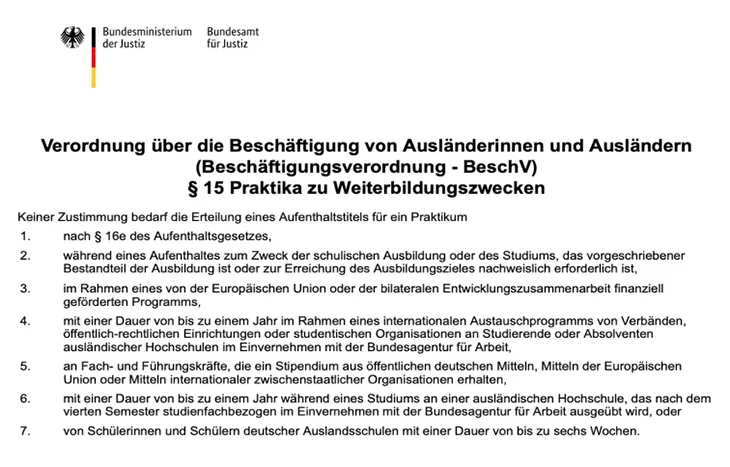 Bundesministerium
der Justiz
Bundesamt
für Justiz
Verordnung über die Beschäftigung von Ausländerinnen und Ausländern
(Beschäftigungsverordnung - BeschV)
§ 15 Praktika zu Weiterbildungszwecken
Keiner Zustimmung bedarf die Erteilung eines Aufenthaltstitels für ein Praktikum
1. nach § 16e des Aufenthaltsgesetzes,
2. während eines Aufenthaltes zum Zweck der schulischen Ausbildung oder des Studiums, das vorgeschriebener
Bestandteil der Ausbildung ist oder zur Erreichung des Ausbildungszieles nachweislich erforderlich ist,
3. im Rahmen eines von der Europäischen Union oder der bilateralen Entwicklungszusammenarbeit finanziell
geförderten Programms,
4. mit einer Dauer von bis zu einem Jahr im Rahmen eines internationalen Austauschprogramms von Verbänden,
öffentlich-rechtlichen Einrichtungen oder studentischen Organisationen an Studierende oder Absolventen
ausländischer Hochschulen im Einvernehmen mit der Bundesagentur für Arbeit,
5. an Fach- und Führungskräfte, die ein Stipendium aus öffentlichen deutschen Mitteln, Mitteln der Europäischen
Union oder Mitteln internationaler zwischenstaatlicher Organisationen erhalten,
6. mit einer Dauer von bis zu einem Jahr während eines Studiums an einer ausländischen Hochschule, das nach dem
vierten Semester studienfachbezogen im Einvernehmen mit der Bundesagentur für Arbeit ausgeübt wird, oder
7. von Schülerinnen und Schülern deutscher Auslandsschulen mit einer Dauer von bis zu sechs Wochen.